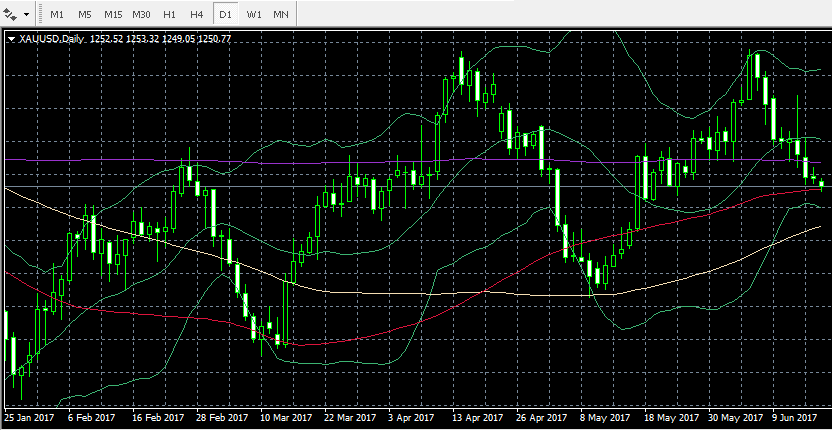 M1 M5 M15 M30 H1 H4 D1 W1 MN
XAUUSD,Daily 1252.52 1253.32 1249.05 1250.77
25 Jan 2017 6 Feb 2017 16 Feb 2017 28 Feb 2017 10 Mar 2017 22 Mar 2017 3 Apr 2017 13 Apr 2017 26 Apr 2017 8 May 2017 18 May 2017 30 May 2017 9 Jun 2017